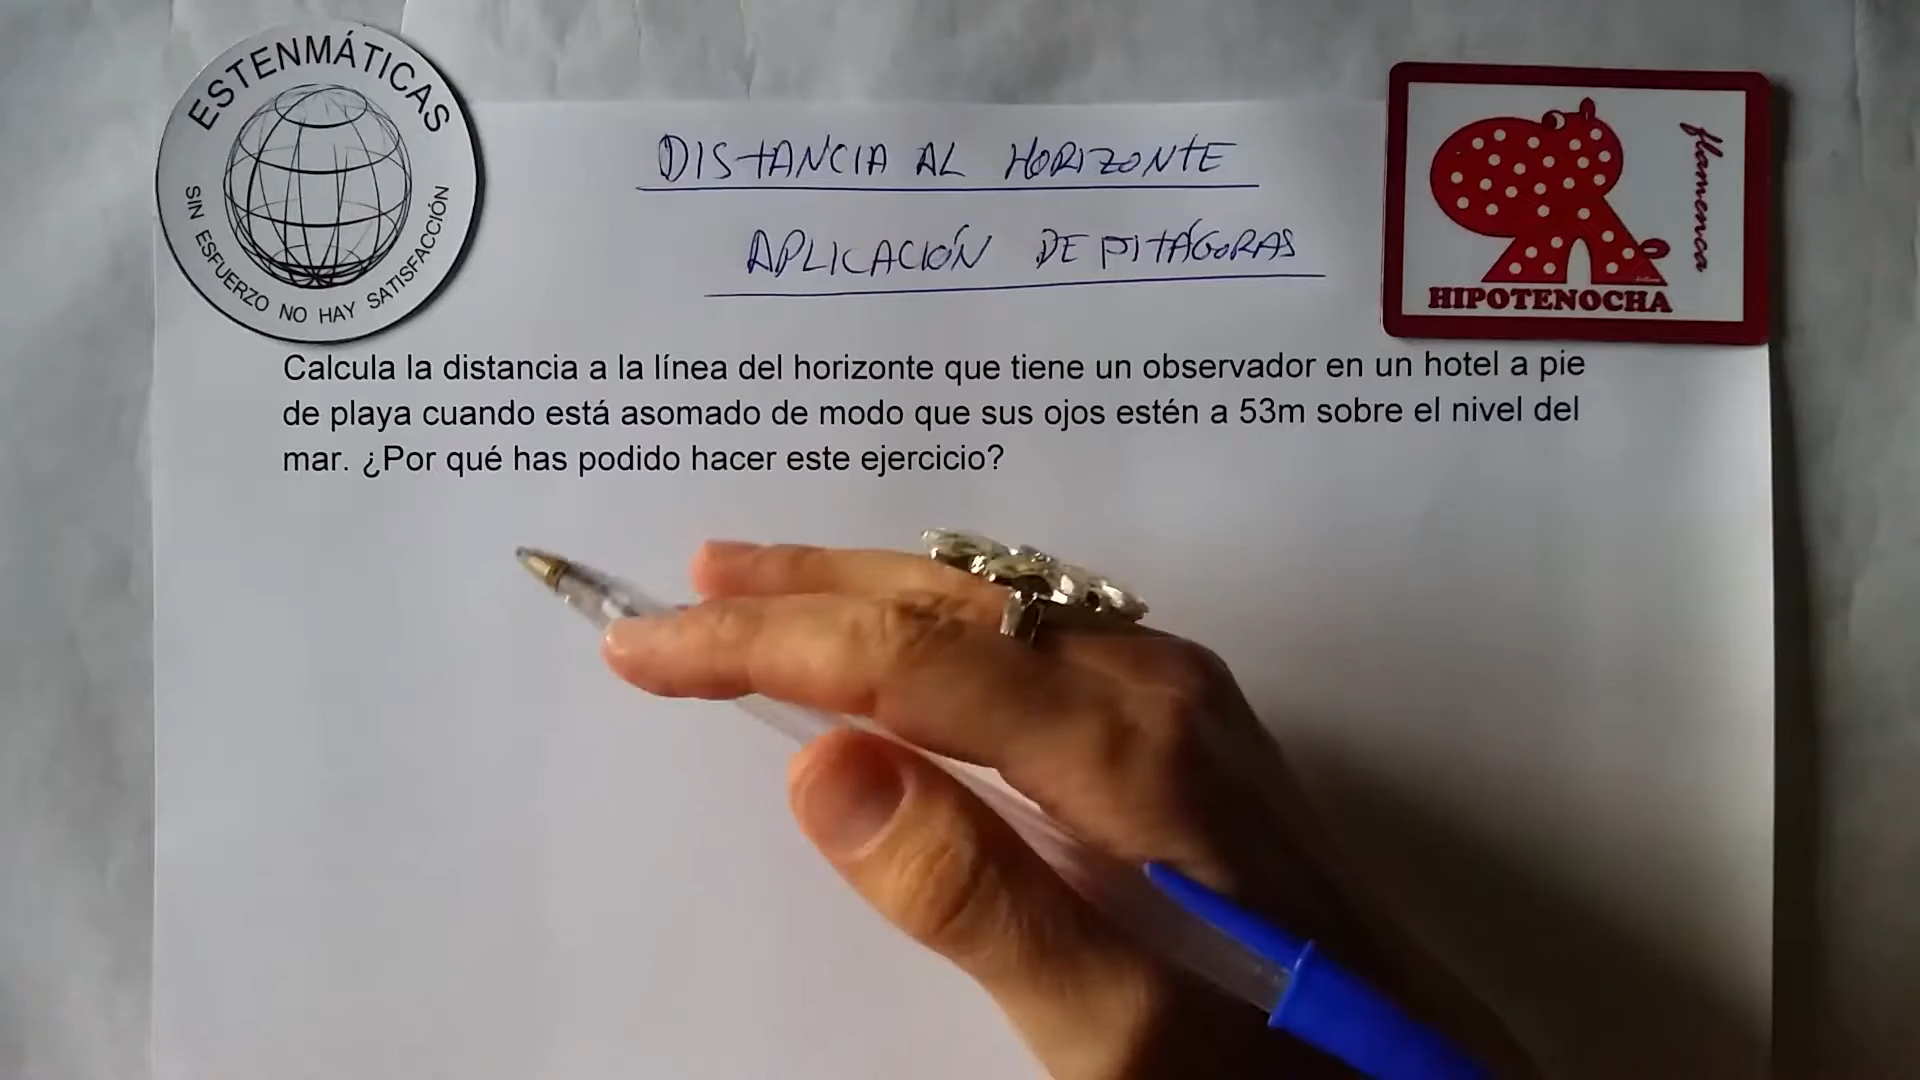 ESTENMÁTICAS
SIN ESFUERZO NO HAY SATISFACCIÓN
DISTANCIA AL HORIZONTE
APLICACIÓN DE PITÁGORAS
flamenca
HIPOTENOCHA
Calcula la distancia a la línea del horizonte que tiene un observador en un hotel a pie
de playa cuando está asomado de modo que sus ojos estén a 53m sobre el nivel del
mar. ¿Por qué has podido hacer este ejercicio?